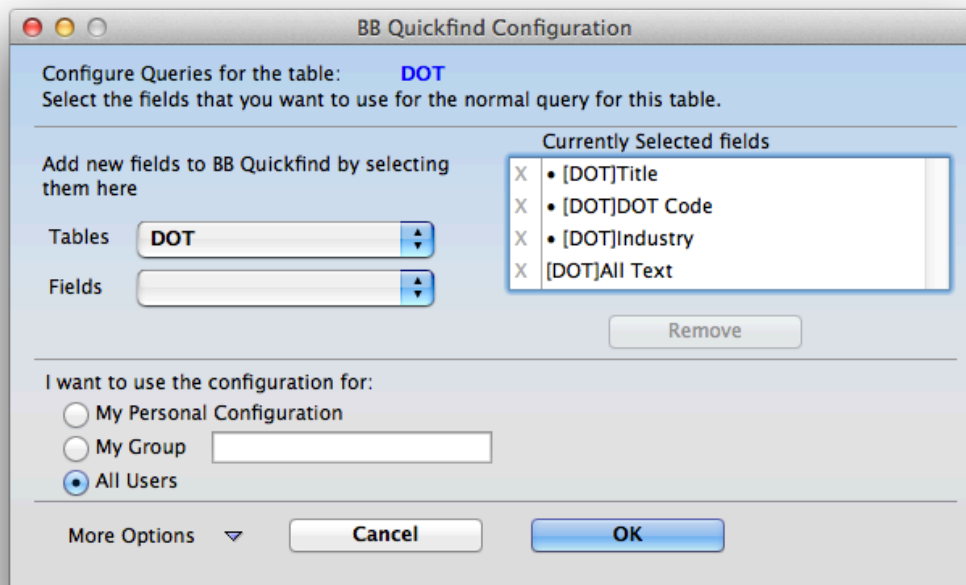 BB Quickfind Configuration
Configure Queries for the table: DOT
Select the fields that you want to use for the normal query for this table.
Currently Selected fields
Add new fields to BB Quickfind by selecting
them here
X • [DOT]Title
X • [DOT]DOT Code
X • [DOT]Industry
X [DOT]All Text
Tables DOT
Fields
Remove
I want to use the configuration for:
My Personal Configuration
My Group
All Users
More Options Cancel OK